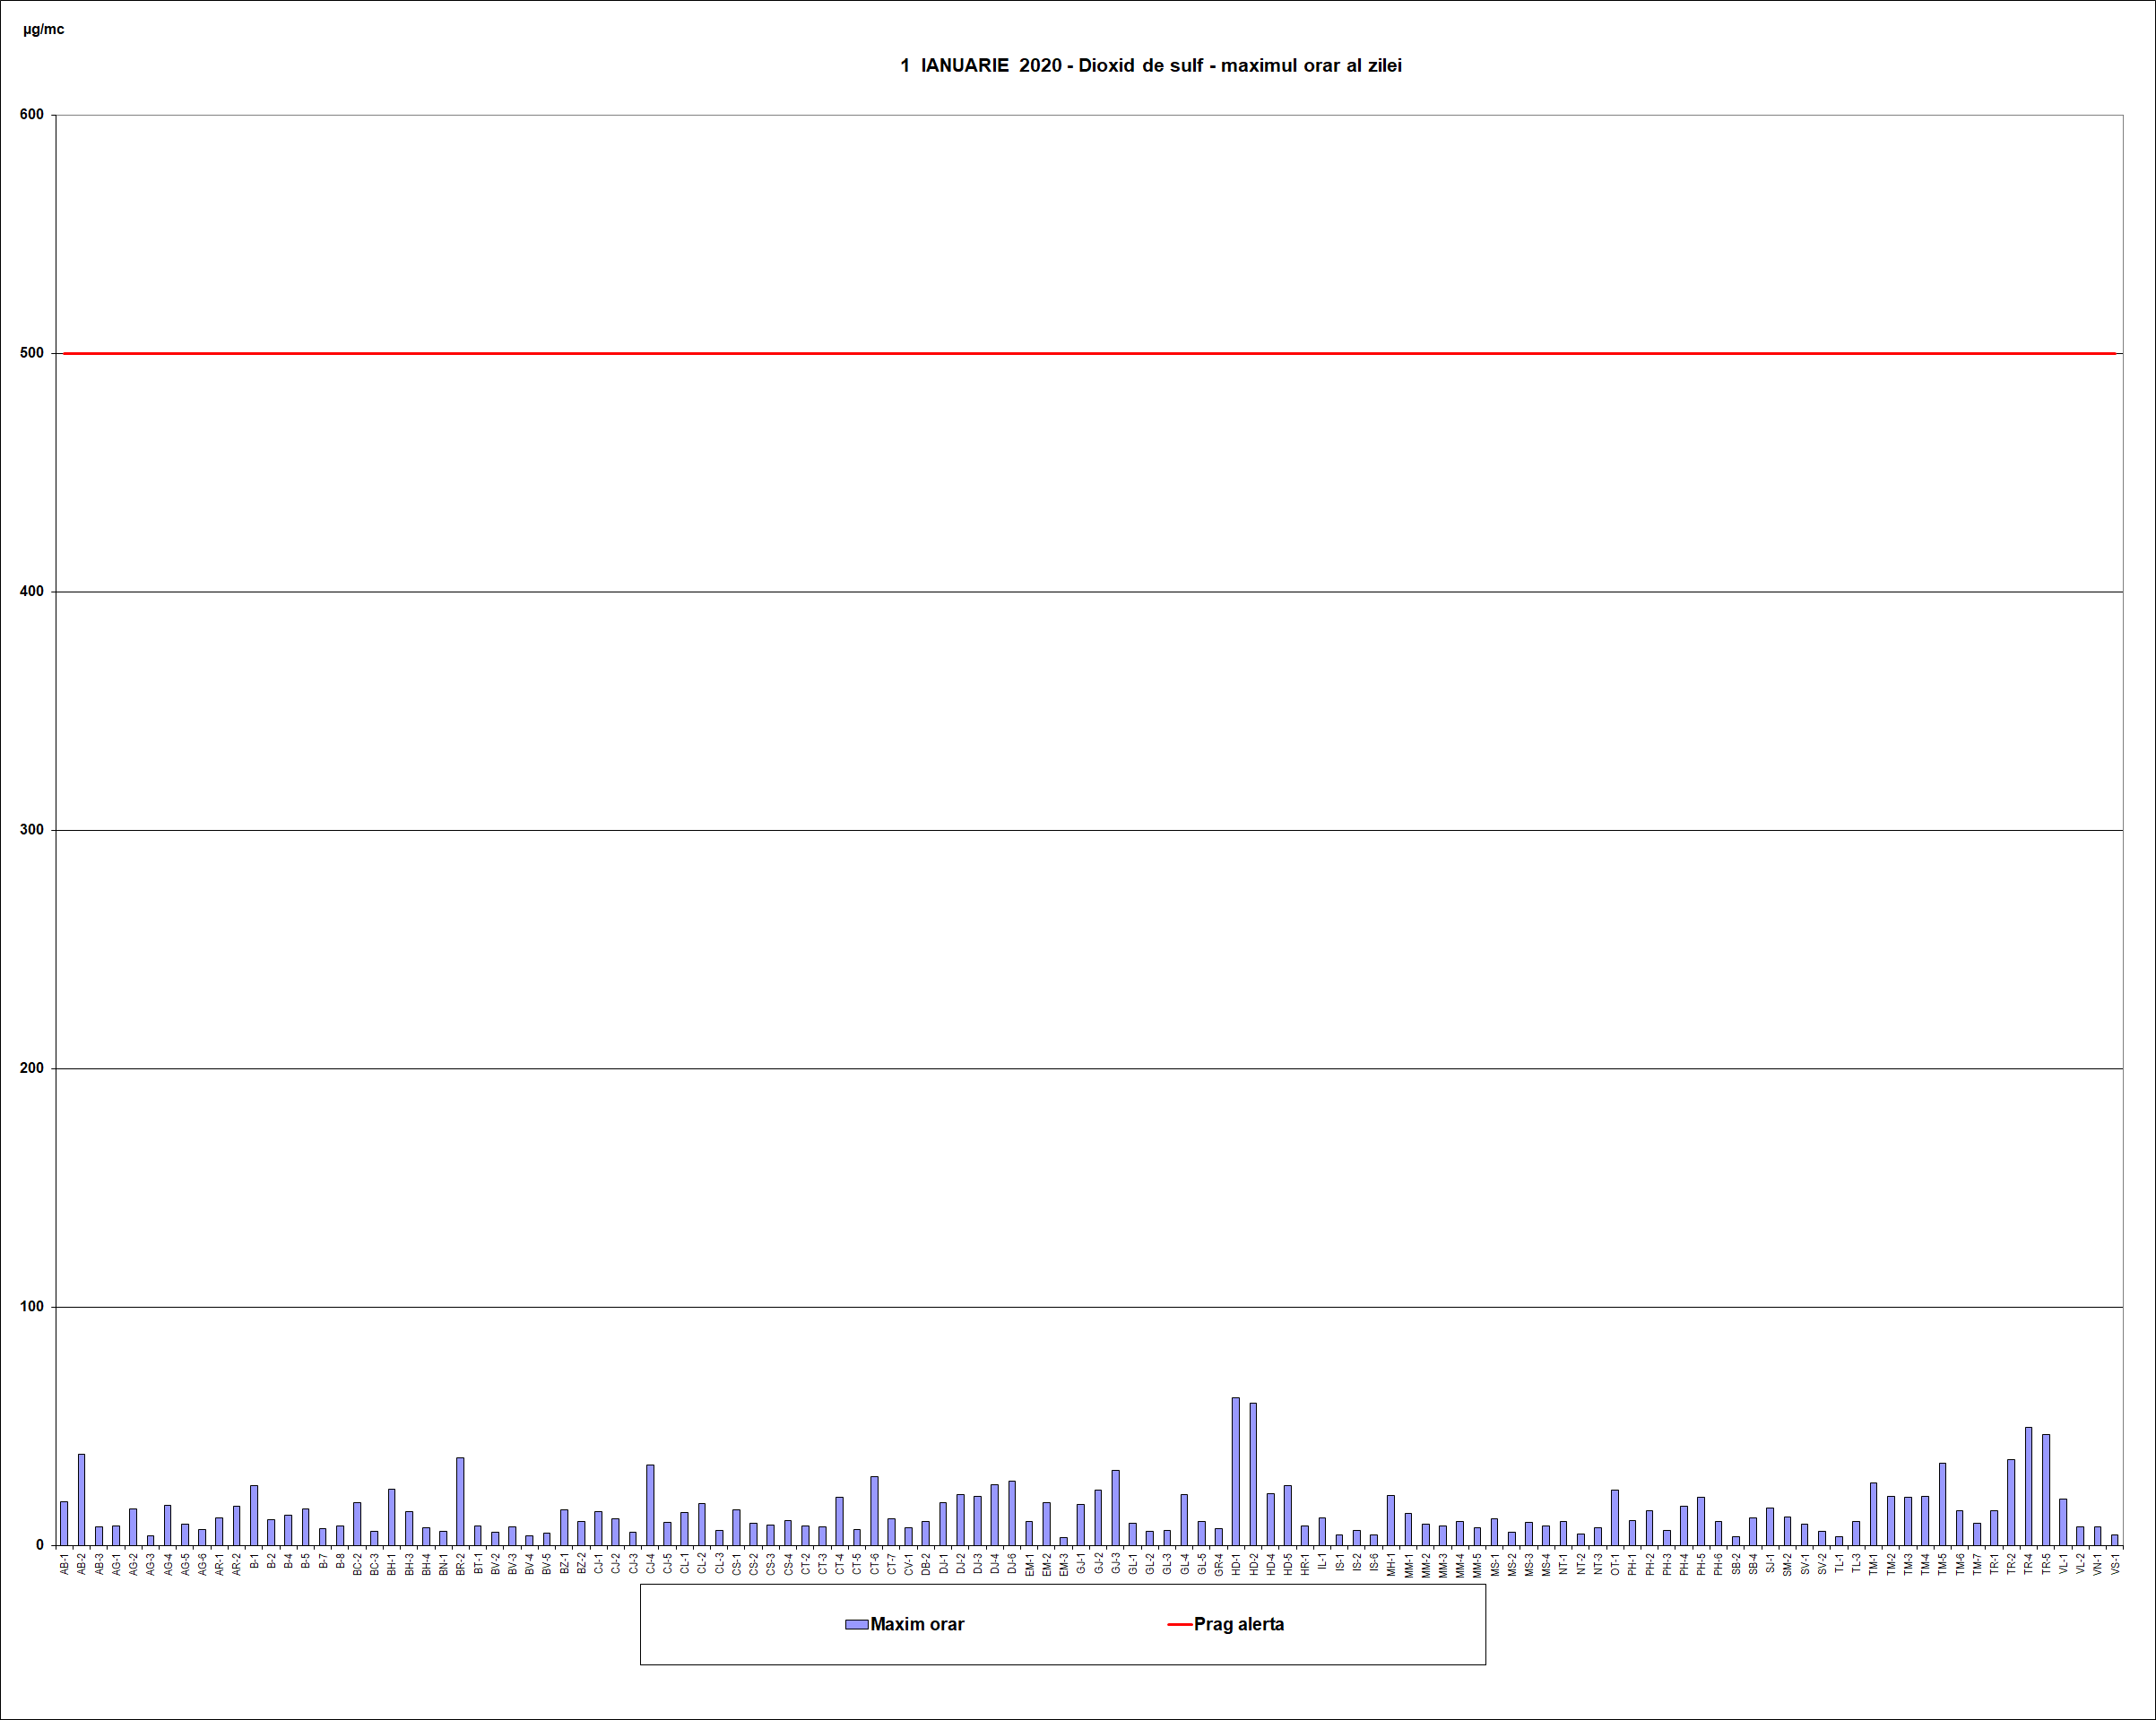 µg/mc
1 IANUARIE 2020 - Dioxid de sulf - maximul orar al zilei
600
500
400
300
200
100
0
AB-1 AB-2 AB-3 AG-1 AG-2 AG-3 AG-4 AG-5 AG-6 AR-1 AR-2 B-1 B-2 B-4 B-5 B-7 B-8 BC-2 BC-3 BH-1 BH-3 BH-4 BN-1 BR-2 BT-1 BV-2 BV-3 BV-4 BV-5 BZ-1 BZ-2 CJ-1 CJ-2 CJ-3 CJ-4 CJ-5 CL-1 CL-2 CL-3 CS-1 CS-2 CS-3 CS-4 CT-2 CT-3 CT-4 CT-5 CT-6 CT-7 CV-1 DB-2 DJ-1 DJ-2 DJ-3 DJ-4 DJ-6 EM-1 EM-2 EM-3 GJ-1 GJ-2 GJ-3 GL-1 GL-2 GL-3 GL-4 GL-5 GR-4 HD-1 HD-2 HD-4 HD-5 HR-1 IL-1 IS-1 IS-2 IS-6 MH-1 MM-1 MM-2 MM-3 MM-4 MM-5 MS-1 MS-2 MS-3 MS-4 NT-1 NT-2 NT-3 OT-1 PH-1 PH-2 PH-3 PH-4 PH-5 PH-6 SB-2 SB-4 SJ-1 SM-2 SV-1 SV-2 TL-1 TL-3 TM-1 TM-2 TM-3 TM-4 TM-5 TM-6 TM-7 TR-1 TR-2 TR-4 TR-5 VL-1 VL-2 VN-1 VS-1
Maxim orar Prag alerta